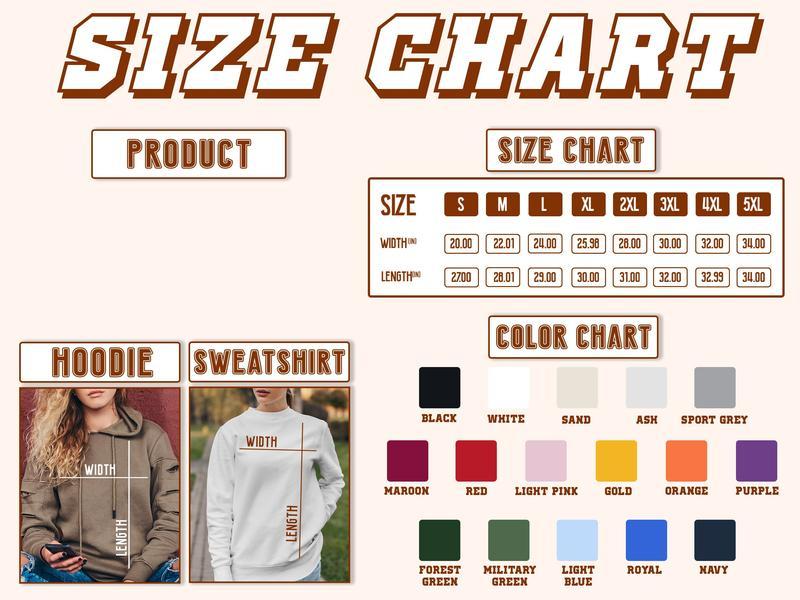 SIZE CHART
PRODUCT
SIZE CHART
SIZE S M L XL 2XL 3XL 4XL 5XL
WIDTH(IN) 20.00 22.01 24.00 25.98 28.00 30.00 32.00 34.00
LENGTH(IN) 27.00 28.01 29.00 30.00 31.00 32.00 32.99 34.00
HOODIE
SWEATSHIRT
WIDTH
LENGTH
WIDTH
LENGTH
COLOR CHART
BLACK WHITE SAND ASH SPORT GREY
MAROON RED LIGHT PINK GOLD ORANGE PURPLE
FOREST GREEN MILITARY GREEN LIGHT BLUE ROYAL NAVY